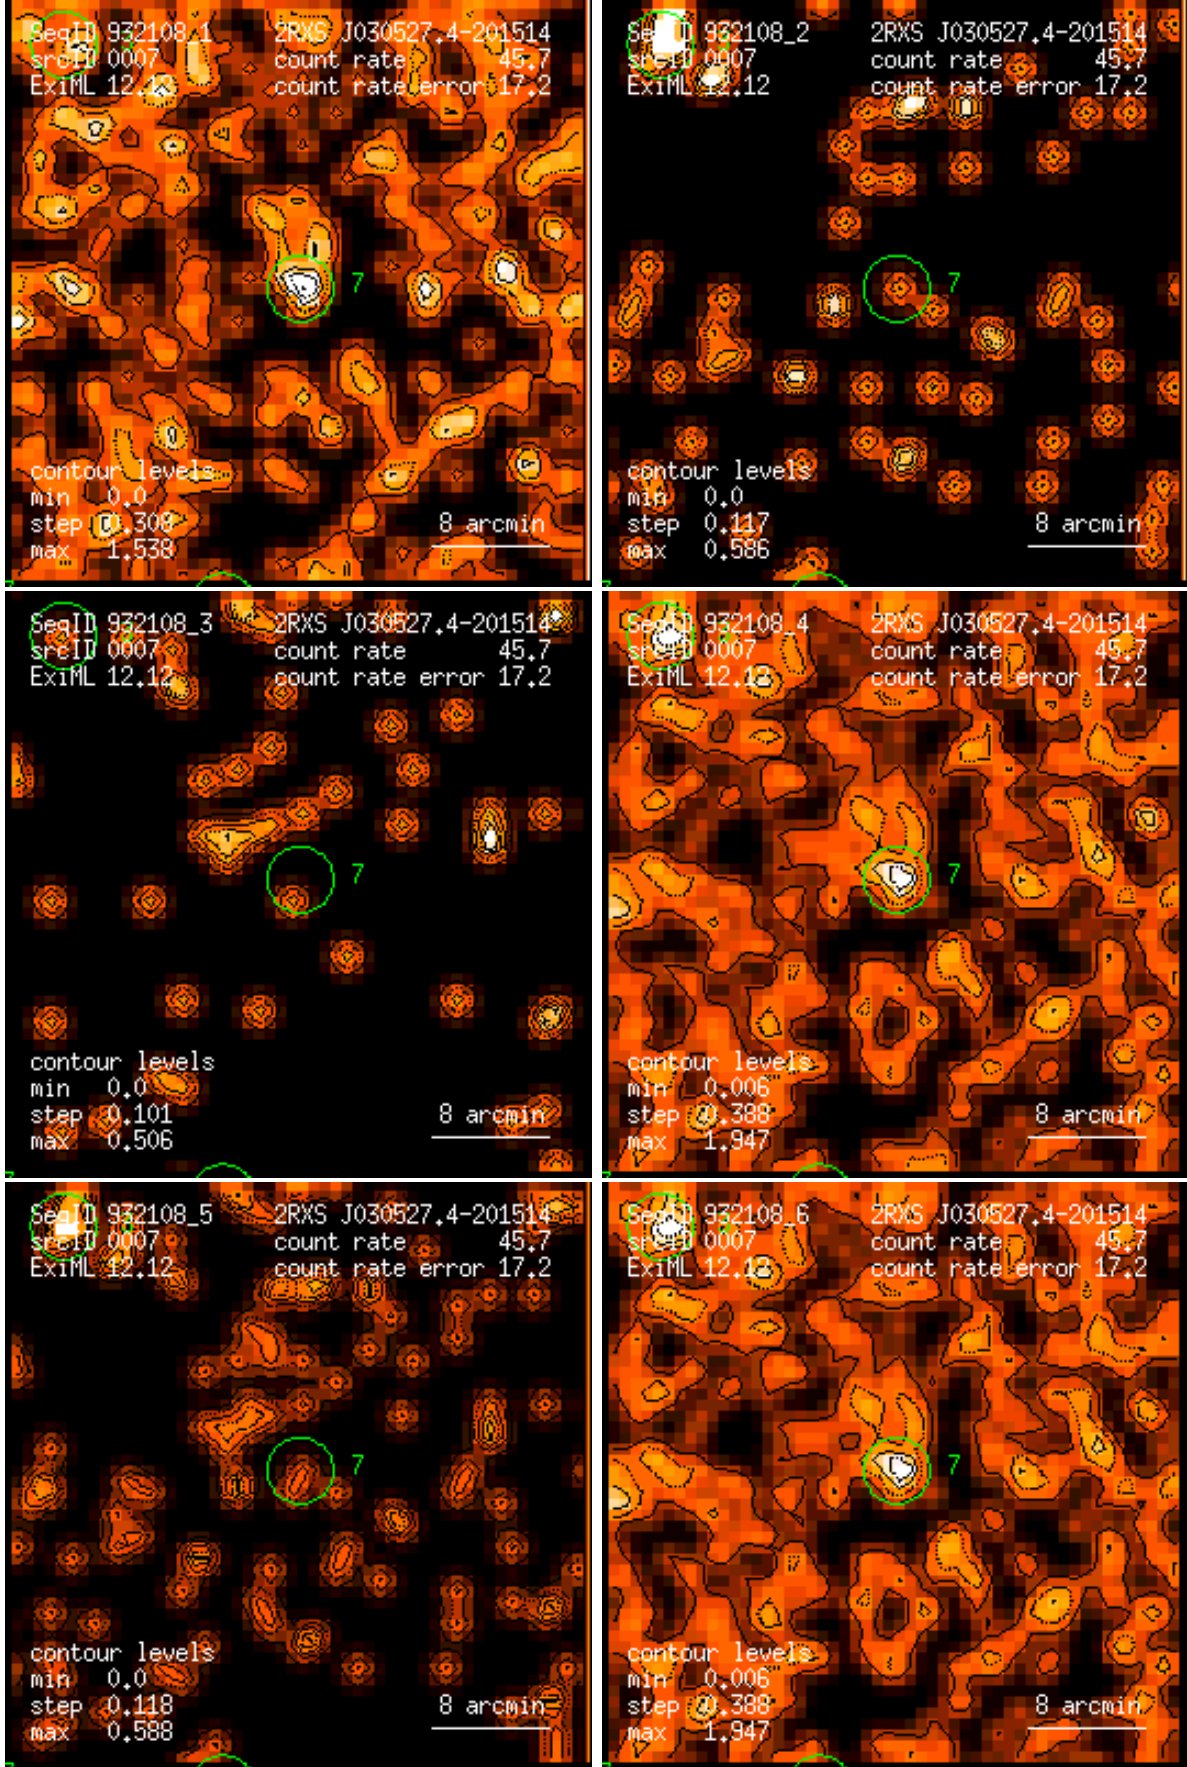 SeqID 932108_1 2RXS J030527.4-201514
srcID 0007 count rate 45.7
ExiML 12.12 count rate error 17.2
7
contour levels
min 0.0
step 0.308 8 arcmin
max 1.538
SeqID 932108_2 2RXS J030527.4-201514
srcID 0007 count rate 45.7
ExiML 12.12 count rate error 17.2
7
contour levels
min 0.0
step 0.117 8 arcmin
max 0.586
SeqID 932108_3 2RXS J030527.4-201514
srcID 0007 count rate 45.7
ExiML 12.12 count rate error 17.2
7
contour levels
min 0.0
step 0.101 8 arcmin
max 0.506
SeqID 932108_4 2RXS J030527.4-201514
srcID 0007 count rate 45.7
ExiML 12.12 count rate error 17.2
7
contour levels
min 0.006
step 0.388 8 arcmin
max 1.947
SeqID 932108_5 2RXS J030527.4-201514
srcID 0007 count rate 45.7
ExiML 12.12 count rate error 17.2
7
contour levels
min 0.0
step 0.118 8 arcmin
max 0.588
SeqID 932108_6 2RXS J030527.4-201514
srcID 0007 count rate 45.7
ExiML 12.12 count rate error 17.2
7
contour levels
min 0.006
step 0.388 8 arcmin
max 1.947